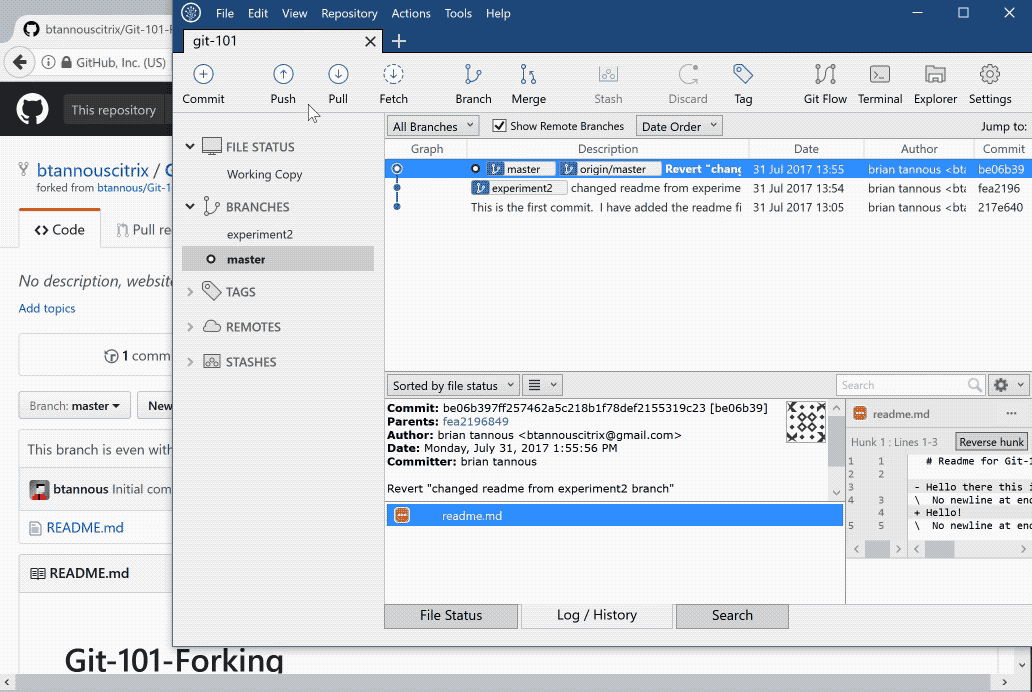 File Edit View Repository Actions Tools Help
btannouscitrix/Git-101-F
git-101
GitHub, Inc. (US)
Commit Push Pull Fetch Branch Merge Stash Discard Tag Git Flow Terminal Explorer Settings
This repository
All Branches Show Remote Branches Date Order Jump to:
Graph Description Date Author Commit
master origin/master Revert "chang 31 Jul 2017 13:55 brian tannous <bta be06b39
experiment2 changed readme from experime 31 Jul 2017 13:54 brian tannous <bta fea2196
This is the first commit. I have added the readme fi 31 Jul 2017 13:05 brian tannous <bta 217e640
FILE STATUS
Working Copy
BRANCHES
experiment2
master
TAGS
REMOTES
STASHES
btannouscitrix /
forked from btannous/Git-1
Code Pull re
No description, website
Add topics
1 comm
Branch: master New
This branch is even with
btannous Initial com
README.md
README.md
Git-101-Forking
Sorted by file status Search
Commit: be06b397ff257462a5c218b1f78def2155319c23 [be06b39]
Parents: fea2196849
Author: brian tannous <btannouscitrix@gmail.com>
Date: Monday, July 31, 2017 1:55:56 PM
Committer: brian tannous
Revert "changed readme from experiment2 branch"
readme.md
readme.md
Hunk 1 : Lines 1-3 Reverse hunk
1 1 # Readme for Git-1
2 2
3 - Hello there this i
4 3 \ No newline at end
4 + Hello!
5 5 \ No newline at end
File Status Log / History Search